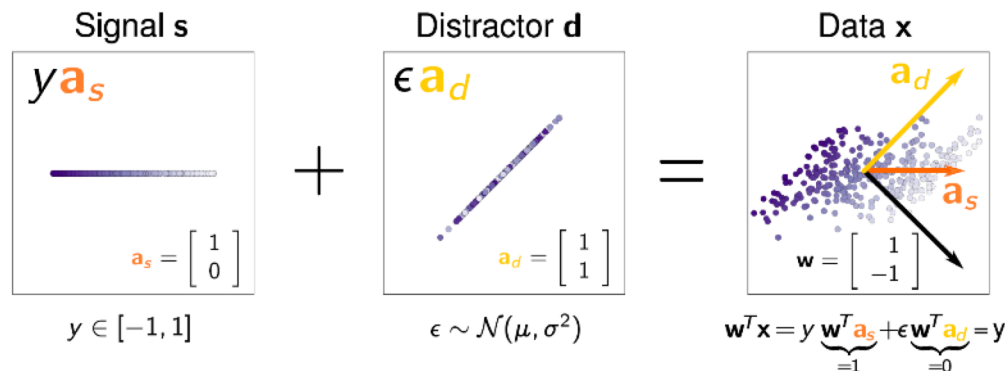 Signal s
Distractor d
Data x
y a_s
ϵ a_d
a_d
+
=
a_s
a_s = [ 1 0 ]
a_d = [ 1 1 ]
w = [ 1 −1 ]
y ∈ [−1, 1]
ϵ ∼ N(μ, σ²)
wᵀx = y wᵀa_s + ϵ wᵀa_d = y
=1
=0